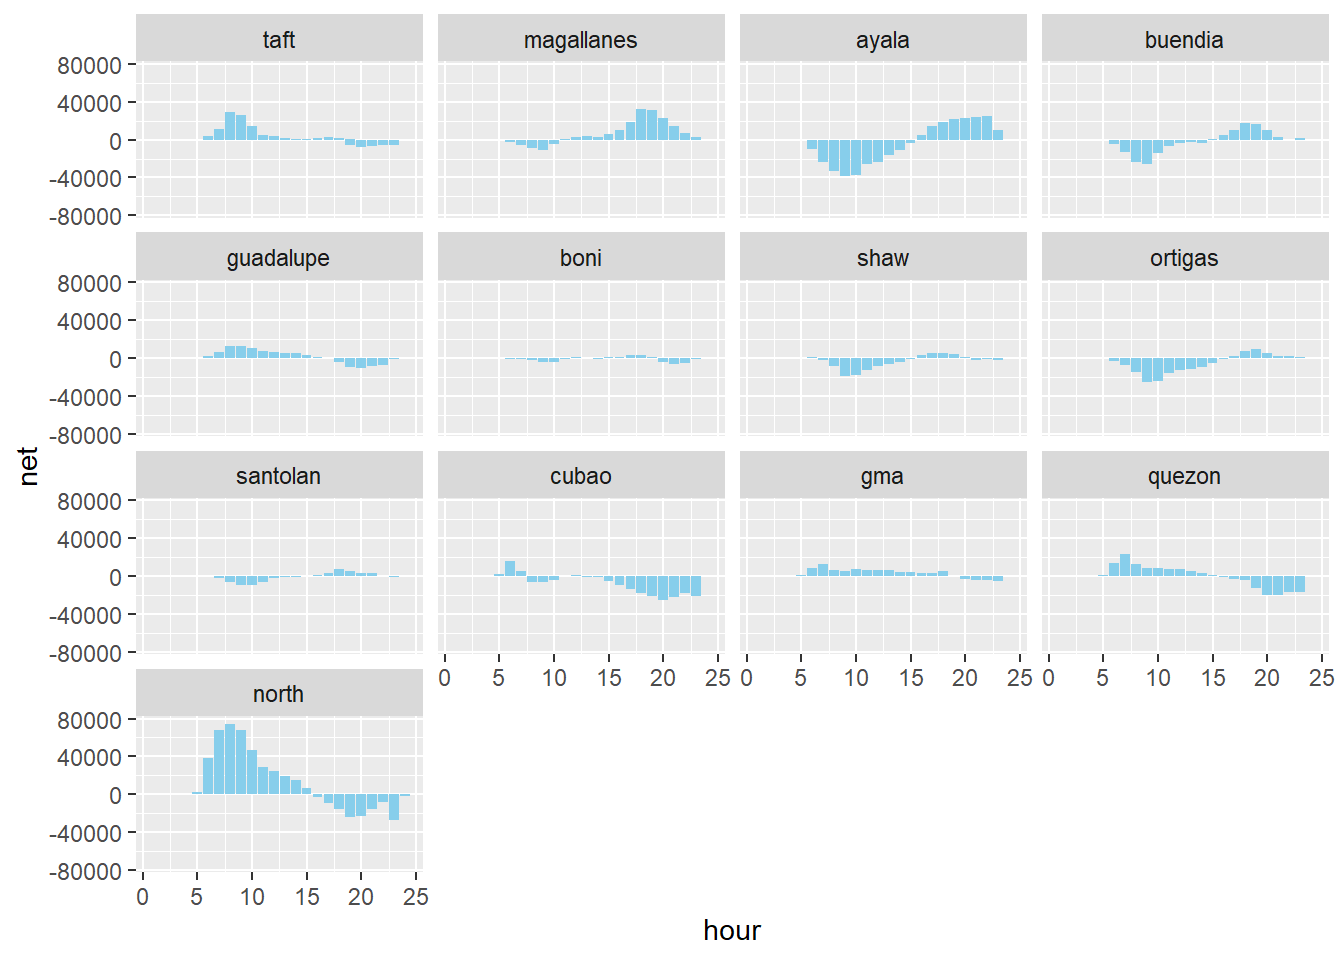 taft magallanes ayala buendia
80000
40000
0
-40000
-80000
guadalupe boni shaw ortigas
80000
40000
0
-40000
-80000
net
santolan cubao gma quezon
80000
40000
0
-40000
-80000
0 5 10 15 20 25 0 5 10 15 20 25 0 5 10 15 20 25
north
80000
40000
0
-40000
-80000
0 5 10 15 20 25
hour